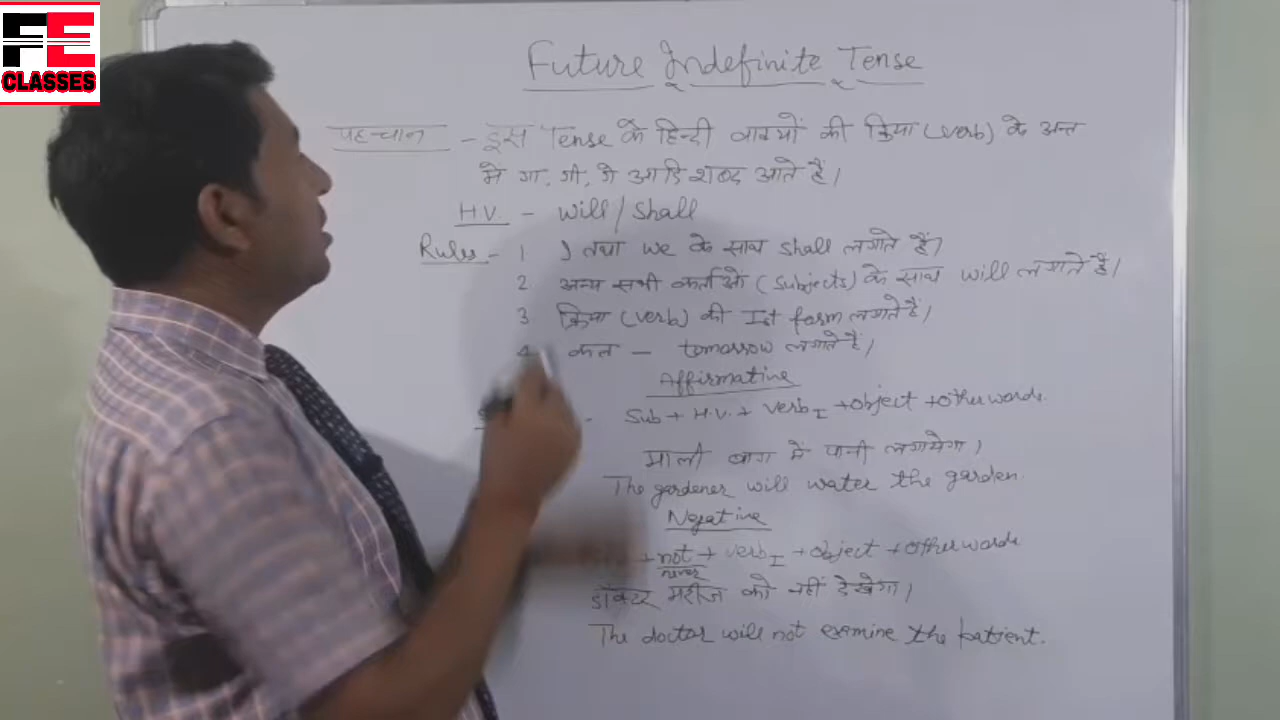 FE
CLASSES
Future Indefinite Tense
पहचान - इस Tense के हिन्दी वाक्यों की क्रिया (verb) के अन्त
में गा, गी, गे आदि शब्द आते हैं।
H.V. - will/shall
Rules - 1 I तथा we के साथ shall लगाते हैं।
2 अन्य सभी कर्ताओं (subjects) के साथ will लगाते हैं।
3 क्रिया (verb) की Ist form लगाते हैं।
4 कल - tomorrow लगाते हैं।
Affirmative
- Sub + H.V. + verb I + object + other words.
माली बाग में पानी लगायेगा।
The gardener will water the garden.
Negative
+ not + verb I + object + other words
never
डॉक्टर मरीज को नहीं देखेगा।
The doctor will not exemine the patient.